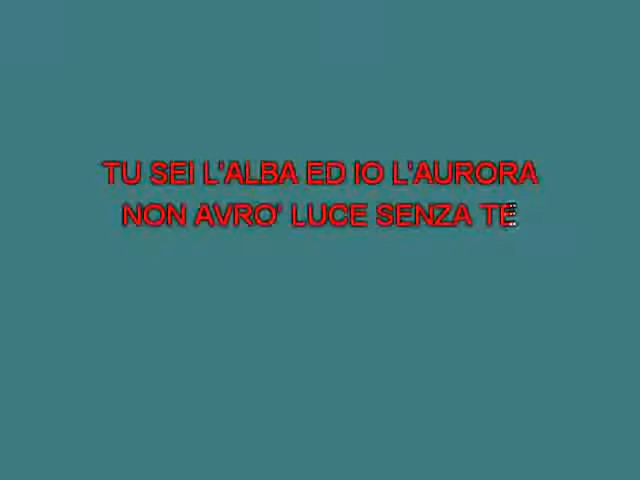 TU SEI L'ALBA ED IO L'AURORA
NON AVRO' LUCE SENZA TE